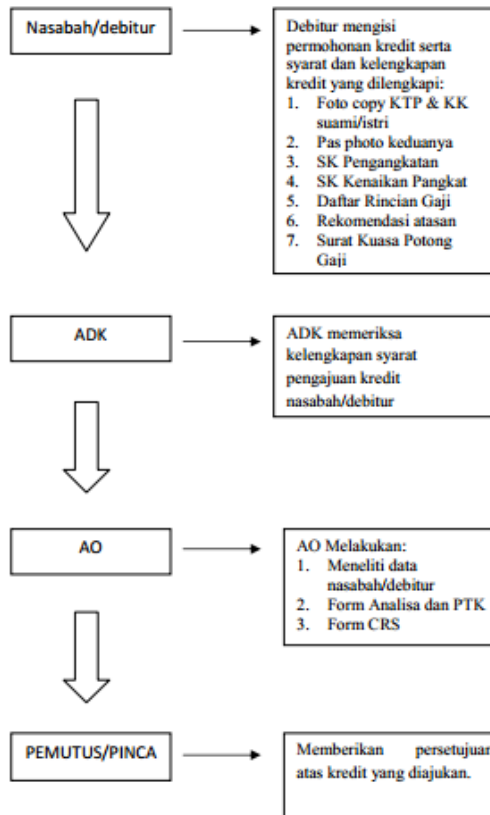 Nasabah/debitur
Debitur mengisi
permohonan kredit serta
syarat dan kelengkapan
kredit yang dilengkapi:
1. Foto copy KTP & KK
suami/istri
2. Pas photo keduanya
3. SK Pengangkatan
4. SK Kenaikan Pangkat
5. Daftar Rincian Gaji
6. Rekomendasi atasan
7. Surat Kuasa Potong
Gaji
ADK
ADK memeriksa
kelengkapan syarat
pengajuan kredit
nasabah/debitur
AO
AO Melakukan:
1. Meneliti data
nasabah/debitur
2. Form Analisa dan PTK
3. Form CRS
PEMUTUS/PINCA
Memberikan persetujuan
atas kredit yang diajukan.